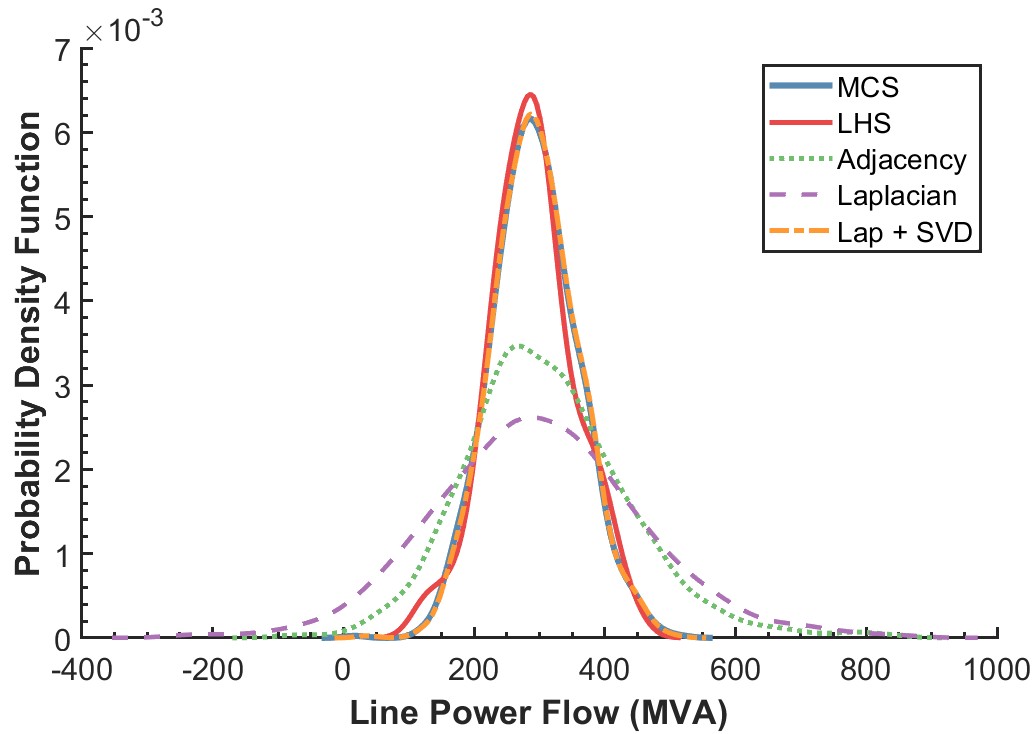 ×10-3
7
6
5
4
3
2
1
0
Probability Density Function
-400
-200
0
200
400
600
800
1000
Line Power Flow (MVA)
MCS
LHS
Adjacency
Laplacian
Lap + SVD